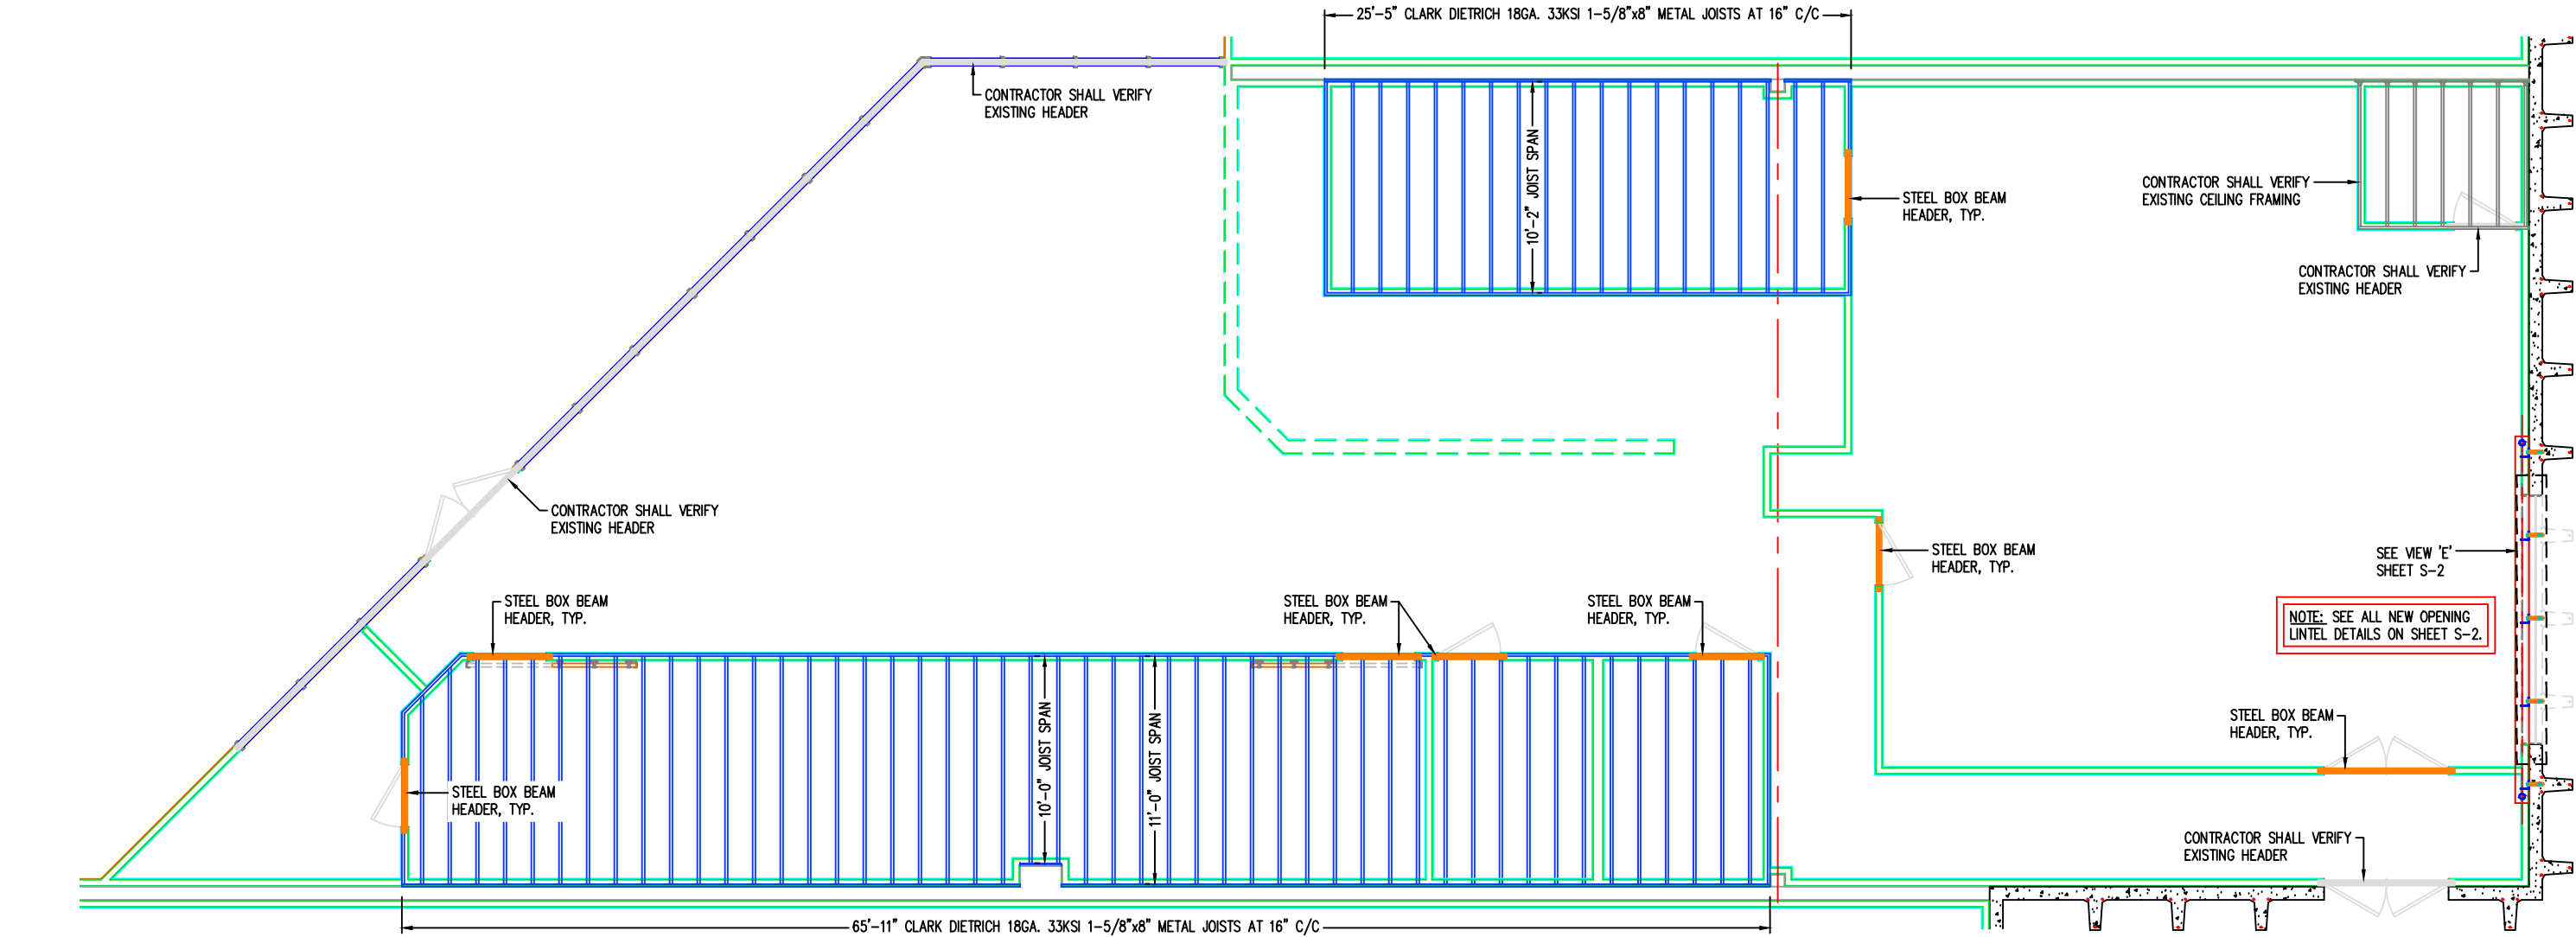 25'-5" CLARK DIETRICH 18GA. 33KSI 1-5/8"x8" METAL JOISTS AT 16" C/C
CONTRACTOR SHALL VERIFY
EXISTING HEADER
10'-2" JOIST SPAN
STEEL BOX BEAM
HEADER, TYP.
CONTRACTOR SHALL VERIFY
EXISTING CEILING FRAMING
CONTRACTOR SHALL VERIFY
EXISTING HEADER
CONTRACTOR SHALL VERIFY
EXISTING HEADER
STEEL BOX BEAM
HEADER, TYP.
SEE VIEW 'E'
SHEET S-2
STEEL BOX BEAM
HEADER, TYP.
STEEL BOX BEAM
HEADER, TYP.
STEEL BOX BEAM
HEADER, TYP.
NOTE: SEE ALL NEW OPENING
LINTEL DETAILS ON SHEET S-2.
10'-0" JOIST SPAN
11'-0" JOIST SPAN
STEEL BOX BEAM
HEADER, TYP.
STEEL BOX BEAM
HEADER, TYP.
CONTRACTOR SHALL VERIFY
EXISTING HEADER
65'-11" CLARK DIETRICH 18GA. 33KSI 1-5/8"x8" METAL JOISTS AT 16" C/C